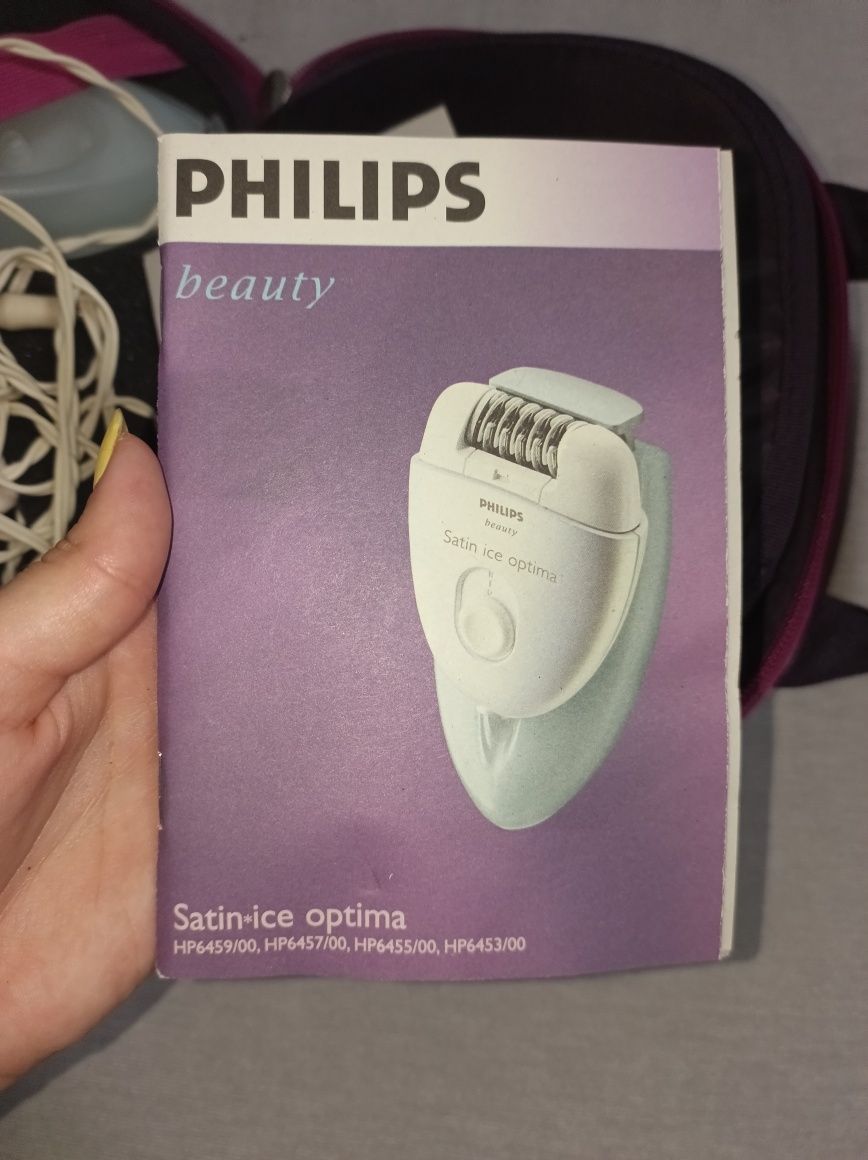 PHILIPS
beauty
PHILIPS
beauty
Satin ice optima
Satin*ice optima
HP6459/00, HP6457/00, HP6455/00, HP6453/00